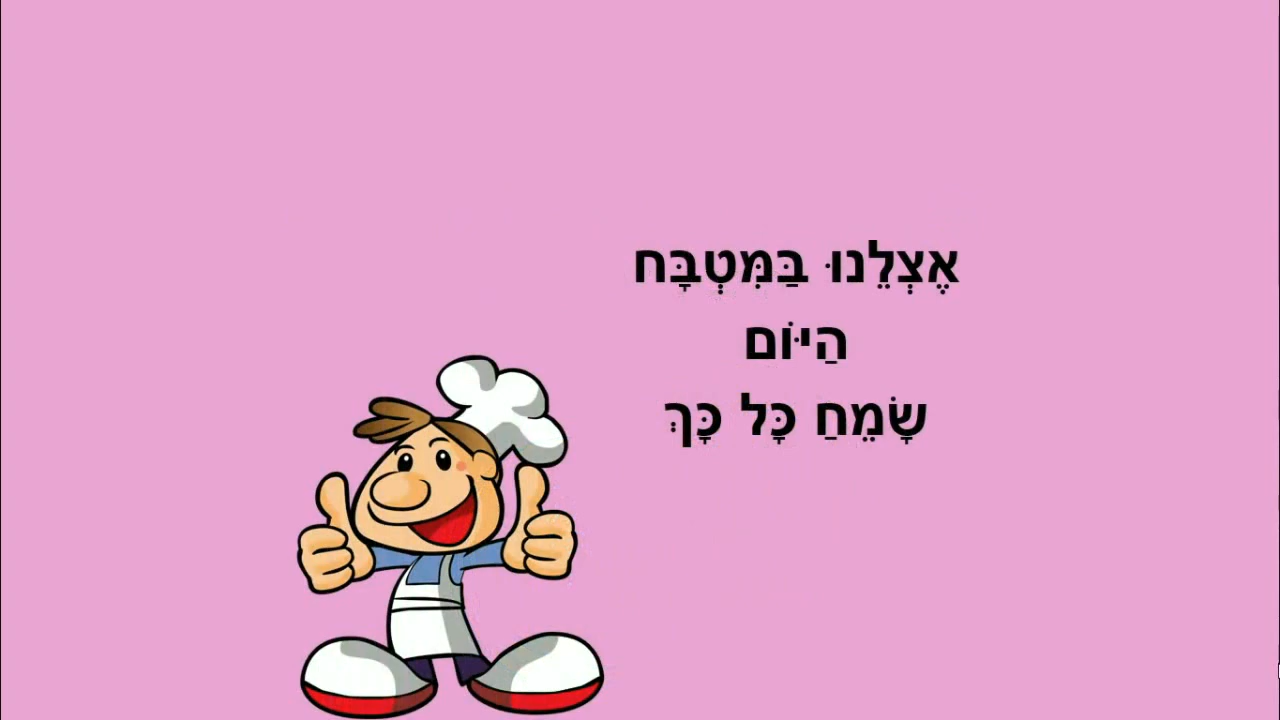 אֶצְלֵנוּ בַּמִּטְבָּח
הַיּוֹם
שָׂמֵחַ כָּל כָּךְ